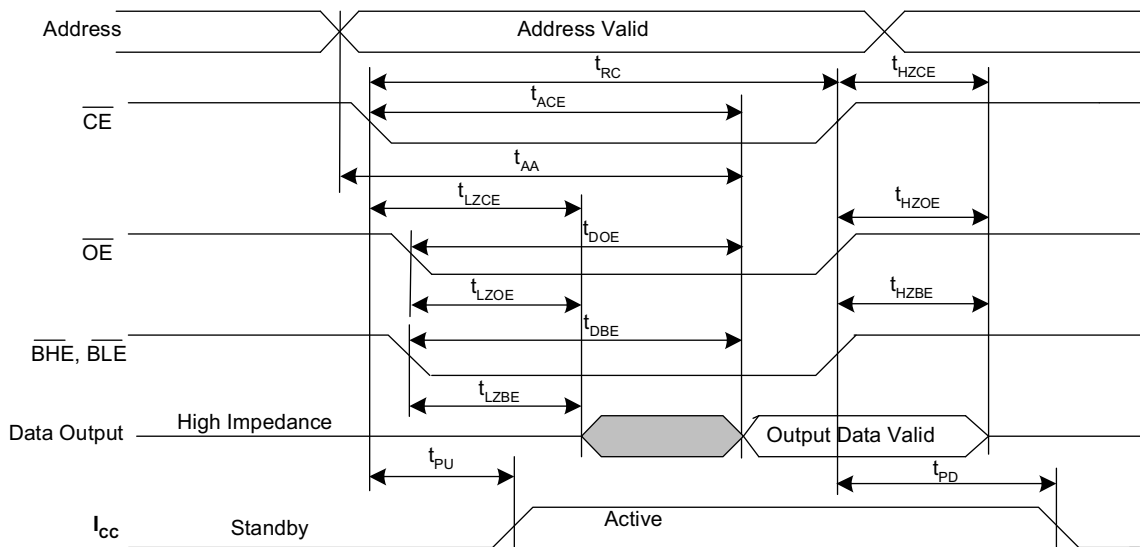 Address
Address Valid
tRC
tHZCE
tACE
CE
tAA
tLZCE
tHZOE
OE
tDOE
tLZOE
tHZBE
tDBE
BHE, BLE
tLZBE
Data Output
High Impedance
Output Data Valid
tPU
tPD
ICC
Standby
Active